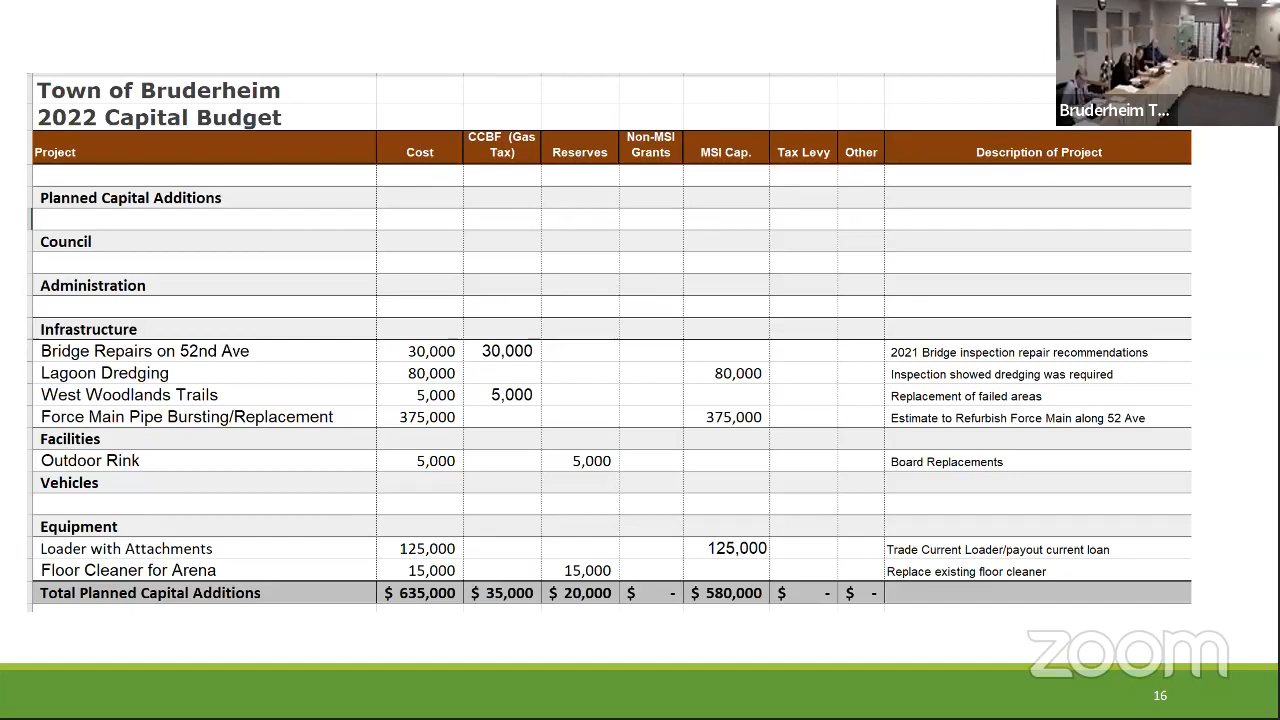 Bruderheim T...
Town of Bruderheim
2022 Capital Budget
Project Cost CCBF (Gas Tax) Reserves Non-MSI Grants MSI Cap. Tax Levy Other Description of Project
Planned Capital Additions
Council
Administration
Infrastructure
Bridge Repairs on 52nd Ave 30,000 30,000 2021 Bridge inspection repair recommendations
Lagoon Dredging 80,000 80,000 Inspection showed dredging was required
West Woodlands Trails 5,000 5,000 Replacement of failed areas
Force Main Pipe Bursting/Replacement 375,000 375,000 Estimate to Refurbish Force Main along 52 Ave
Facilities
Outdoor Rink 5,000 5,000 Board Replacements
Vehicles
Equipment
Loader with Attachments 125,000 125,000 Trade Current Loader/payout current loan
Floor Cleaner for Arena 15,000 15,000 Replace existing floor cleaner
Total Planned Capital Additions $ 635,000 $ 35,000 $ 20,000 $ - $ 580,000 $ - $ -
zoom
16